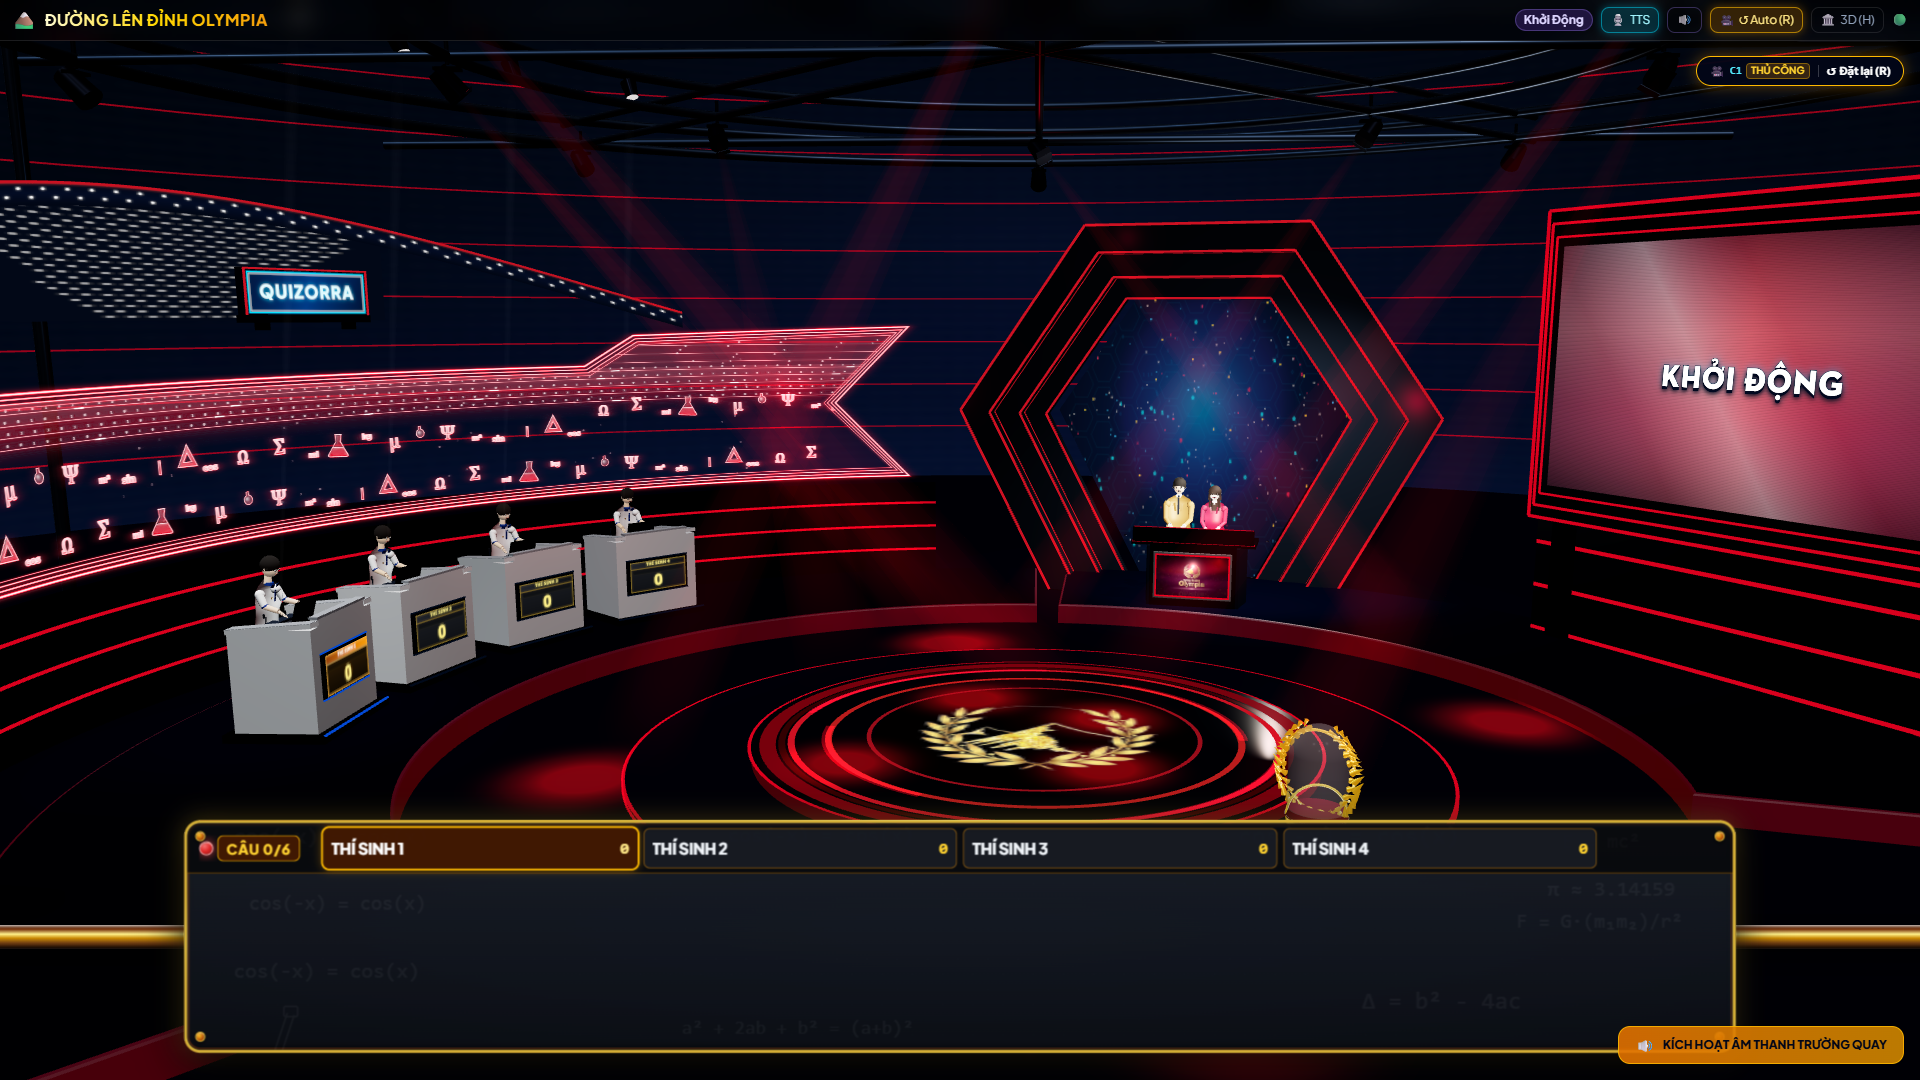 ĐƯỜNG LÊN ĐỈNH OLYMPIA
Khởi Động
TTS
↺ Auto (R)
3D (H)
C1 THỦ CÔNG
↺ Đặt lại (R)
QUIZORRA
KHỞI ĐỘNG
Olympia
0
0
0
0
CÂU 0/6
THÍ SINH 1 0
THÍ SINH 2 0
THÍ SINH 3 0
THÍ SINH 4 0
cos(-x) = cos(x)
π = 3.14159
F = G·(m₁m₂)/r²
cos(-x) = cos(x)
Δ = b² - 4ac
a² + 2ab + b² = (a+b)²
KÍCH HOẠT ÂM THANH TRƯỜNG QUAY